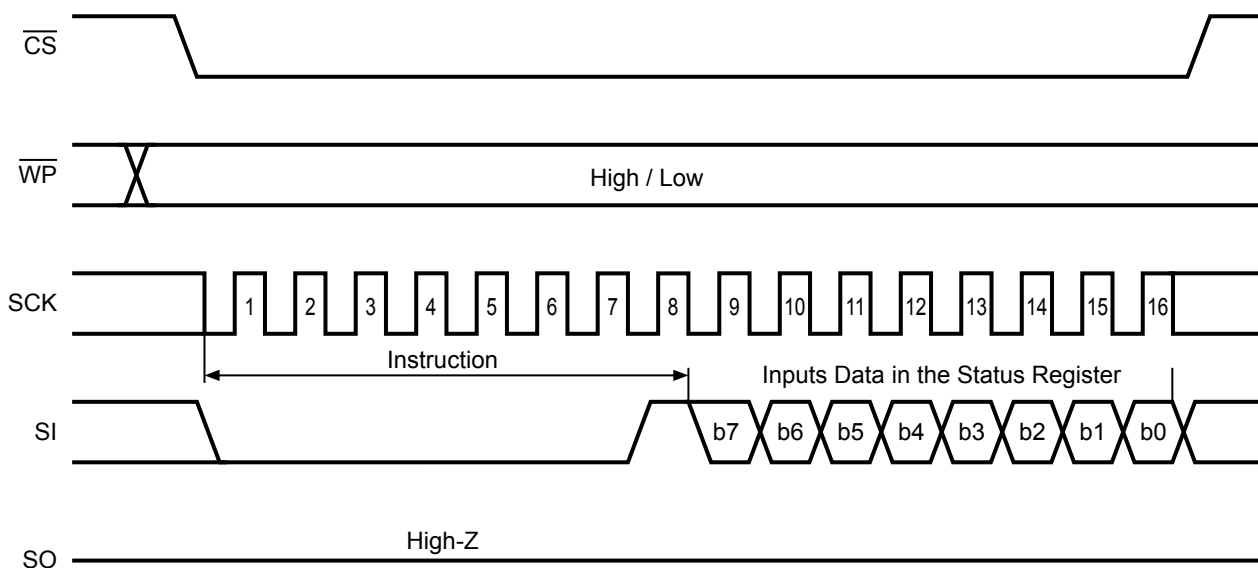 CS
WP
High / Low
SCK
1 2 3 4 5 6 7 8 9 10 11 12 13 14 15 16
Instruction
Inputs Data in the Status Register
SI
b7 b6 b5 b4 b3 b2 b1 b0
High-Z
SO